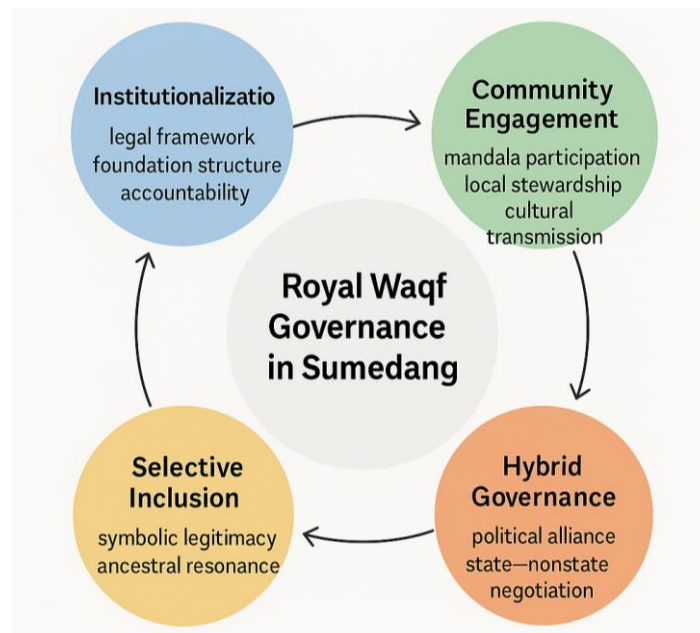 Institutionalizatio
legal framework
foundation structure
accountability
Community
Engagement
mandala participation
local stewardship
cultural
transmission
Royal Waqf
Governance
in Sumedang
Selective
Inclusion
symbolic legitimacy
ancestral resonance
Hybrid
Governance
political alliance
state—nonstate
negotiation